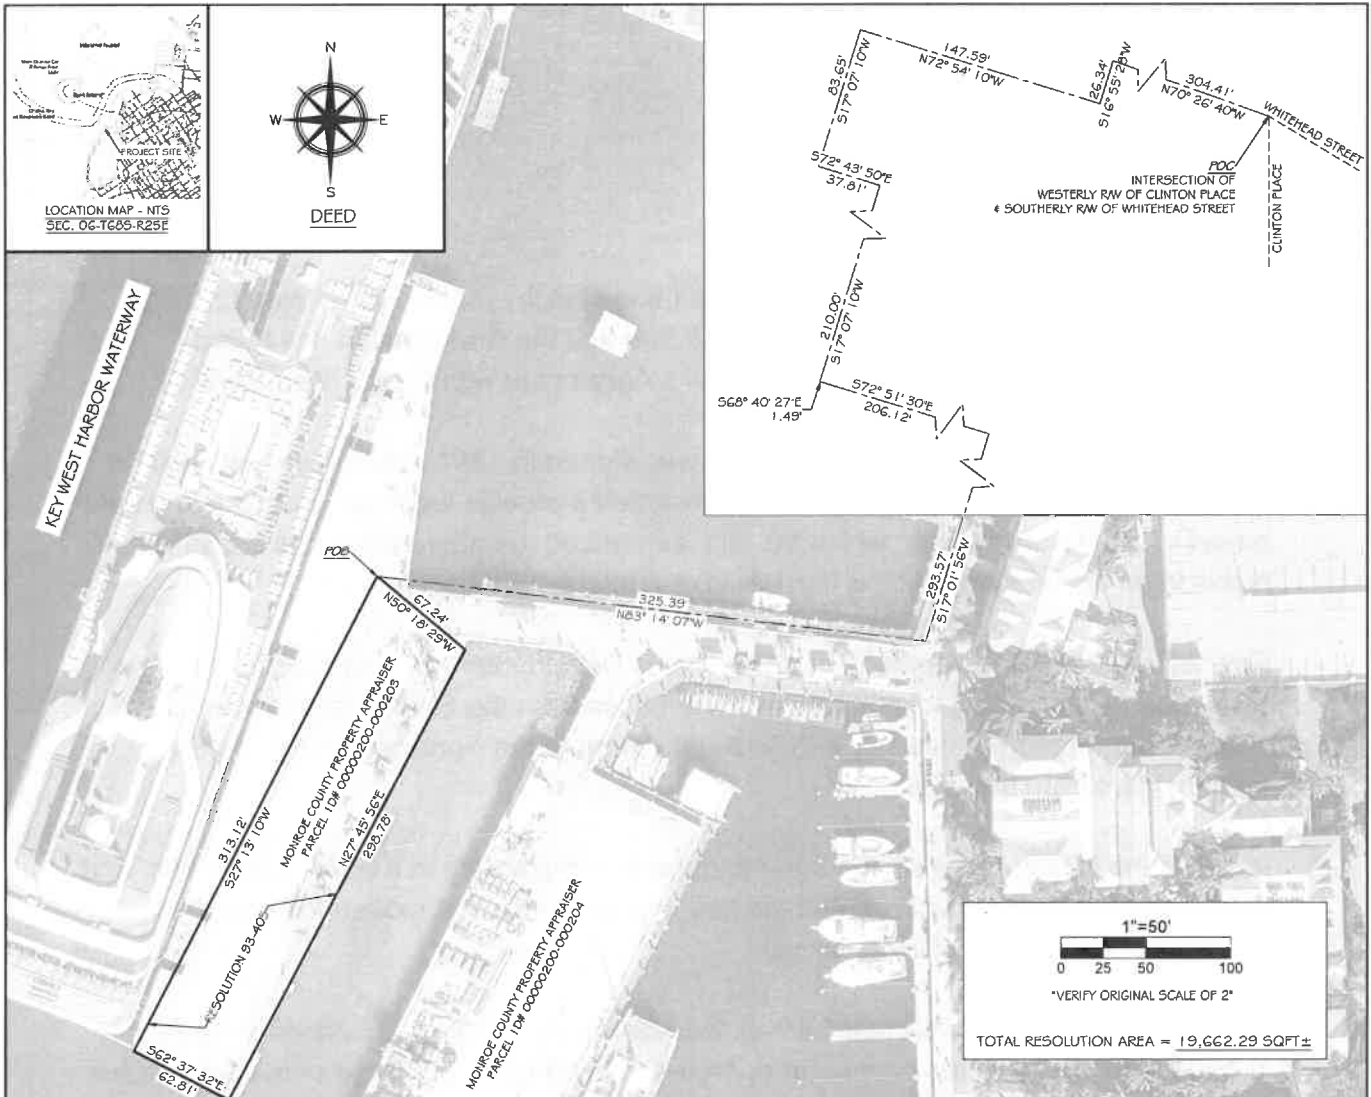 PROJECT SITE
LOCATION MAP - NTS
SEC. 06-T68S-R25E
N
W
E
S
DEED
KEY WEST HARBOR WATERWAY
147.59'
N72° 54' 10"W
83.65'
S17° 07' 10"W
26.34'
S16° 55' 28"W
304.41'
N70° 26' 40"W
WHITEHEAD STREET
POC
INTERSECTION OF
WESTERLY R/W OF CLINTON PLACE
& SOUTHERLY R/W OF WHITEHEAD STREET
CLINTON PLACE
S72° 43' 50"E
37.81'
210.00'
S17° 07' 10"W
S68° 40' 27"E
1.49'
S72° 51' 30"E
206.12'
293.57'
S17° 01' 56"W
POB
325.39
N83° 14' 07"W
67.24'
N50° 18' 29"W
MONROE COUNTY PROPERTY APPRAISER
PARCEL ID# 00000200-000203
313.12'
S27° 13' 10"W
N27° 45' 56"E
298.78'
RESOLUTION 93-405
S62° 37' 32"E
62.81'
MONROE COUNTY PROPERTY APPRAISER
PARCEL ID# 00000200-000204
1"=50'
0 25 50 100
"VERIFY ORIGINAL SCALE OF 2"
TOTAL RESOLUTION AREA = 19,662.29 SQFT±